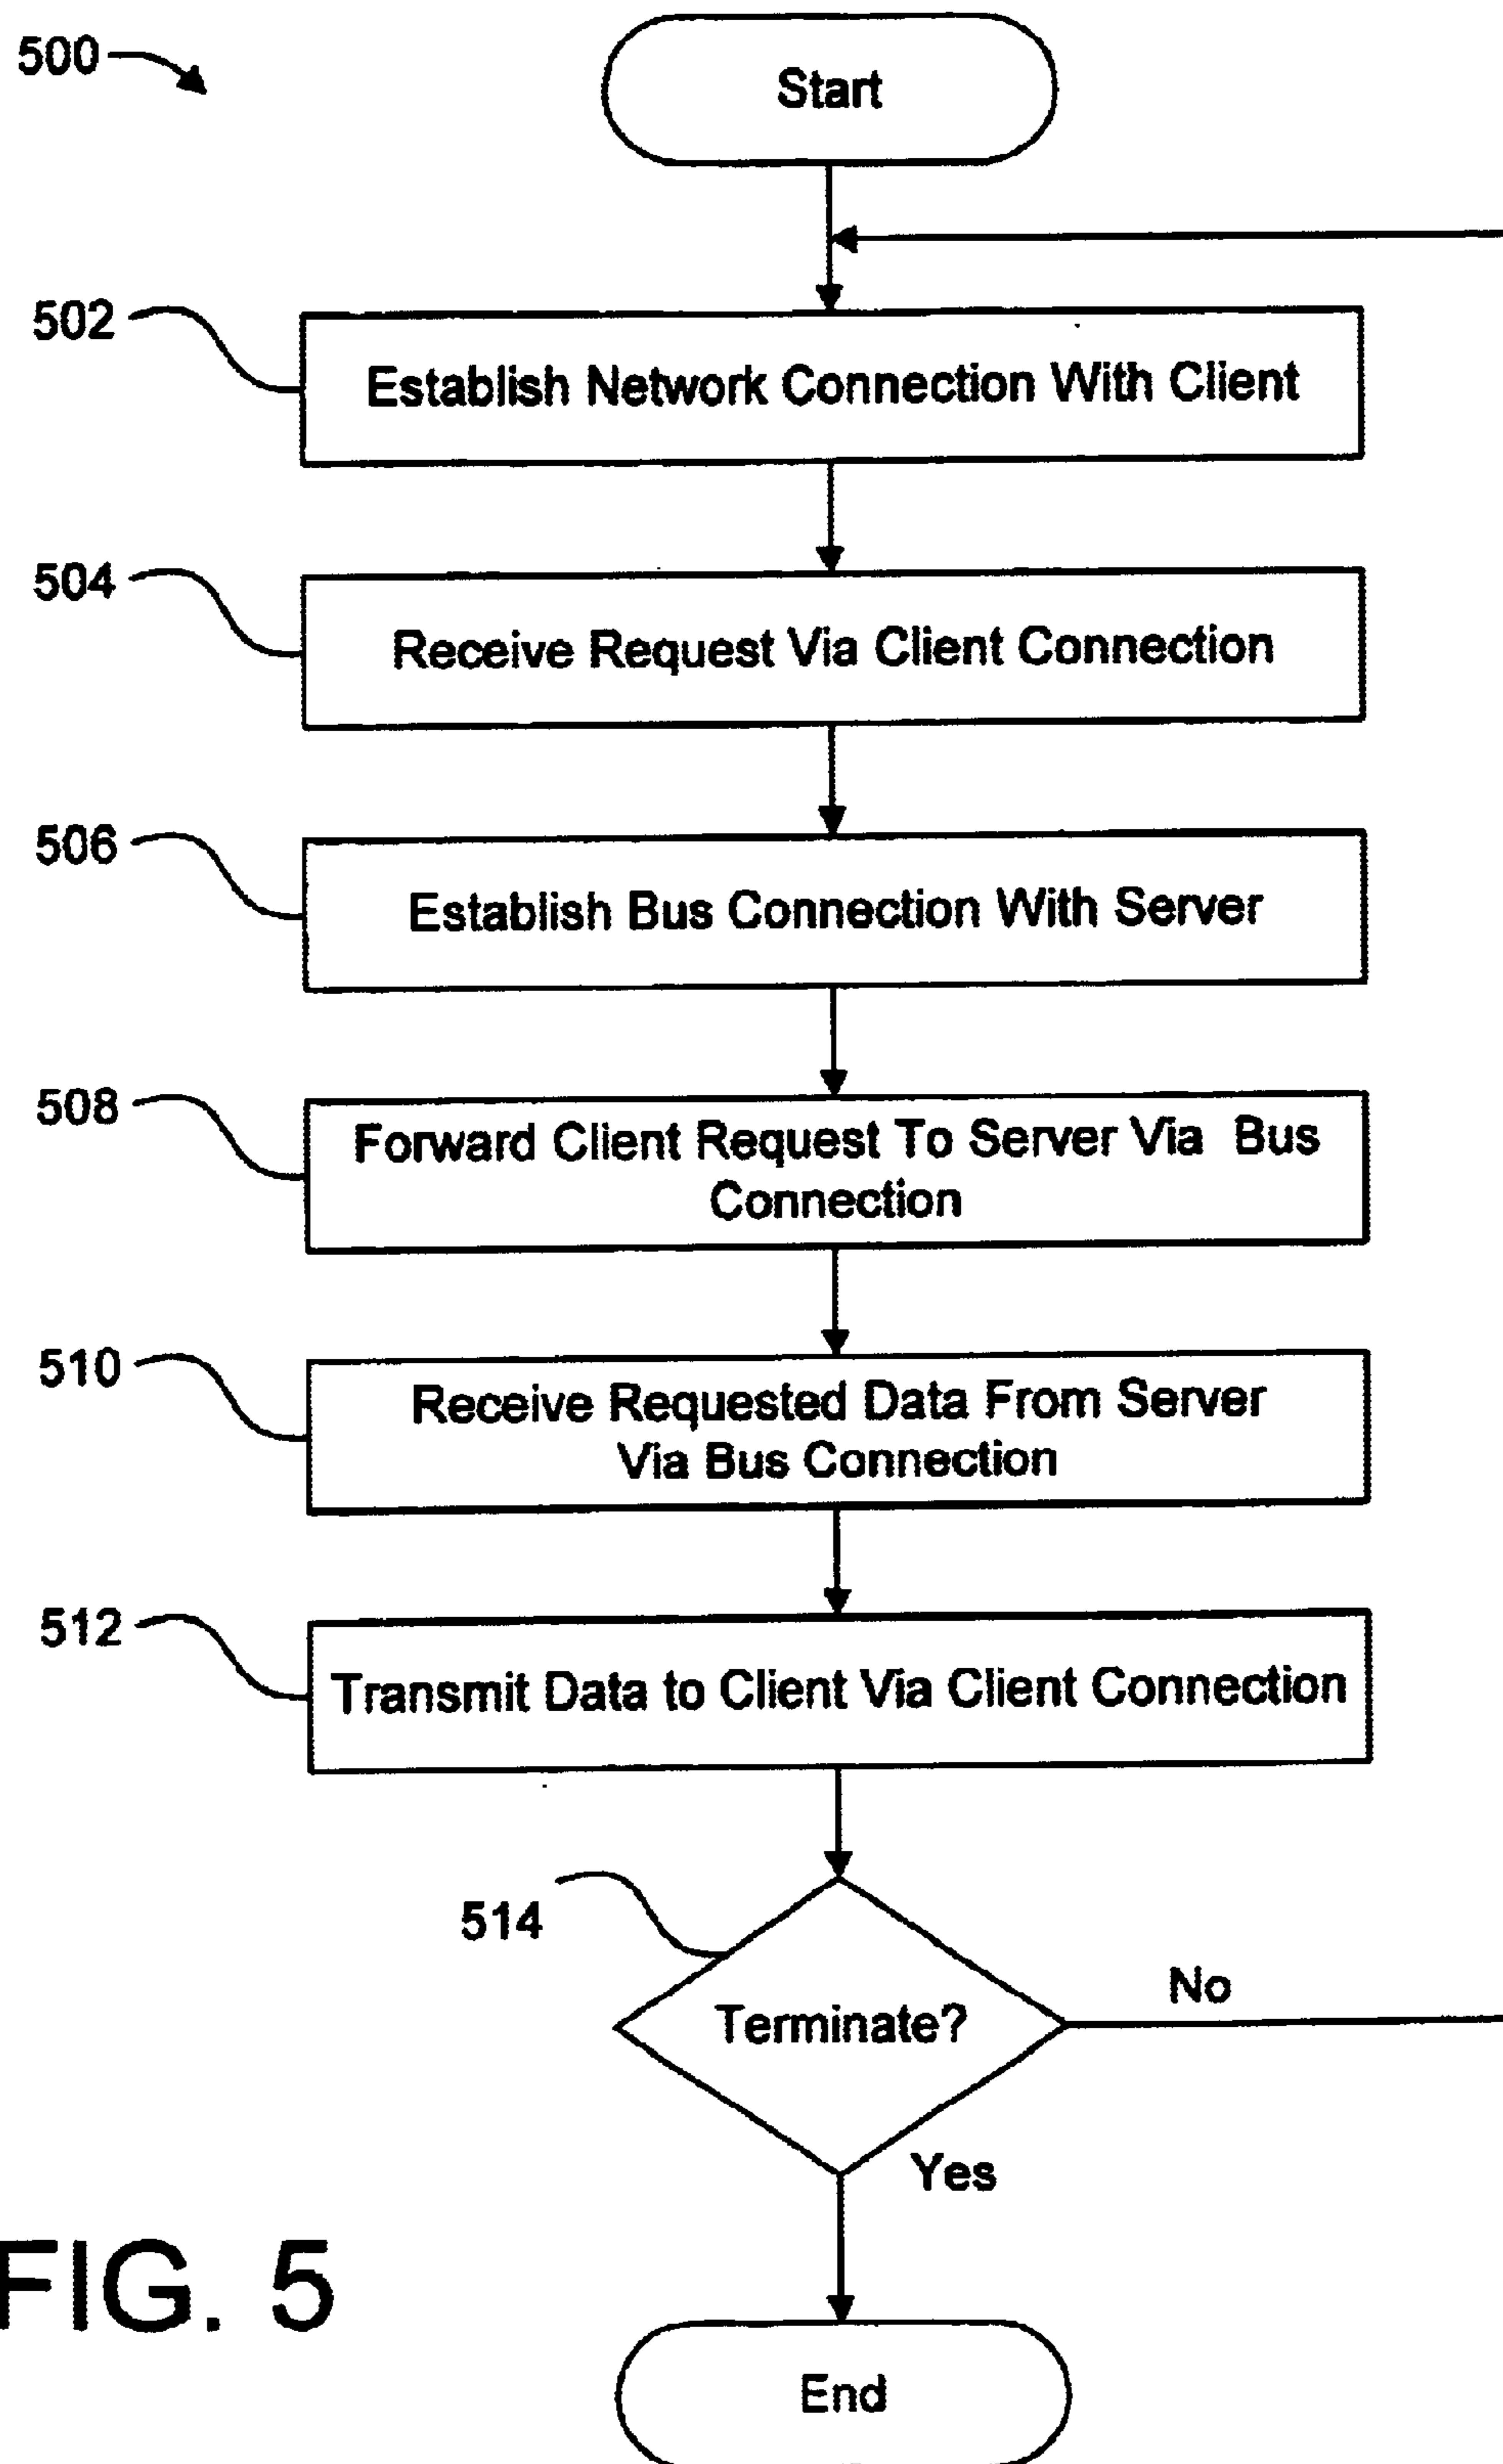 500
Start
502
Establish Network Connection With Client
504
Receive Request Via Client Connection
506
Establish Bus Connection With Server
508
Forward Client Request To Server Via Bus
Connection
510
Receive Requested Data From Server
Via Bus Connection
512
Transmit Data to Client Via Client Connection
514
Terminate?
No
Yes
FIG. 5
End